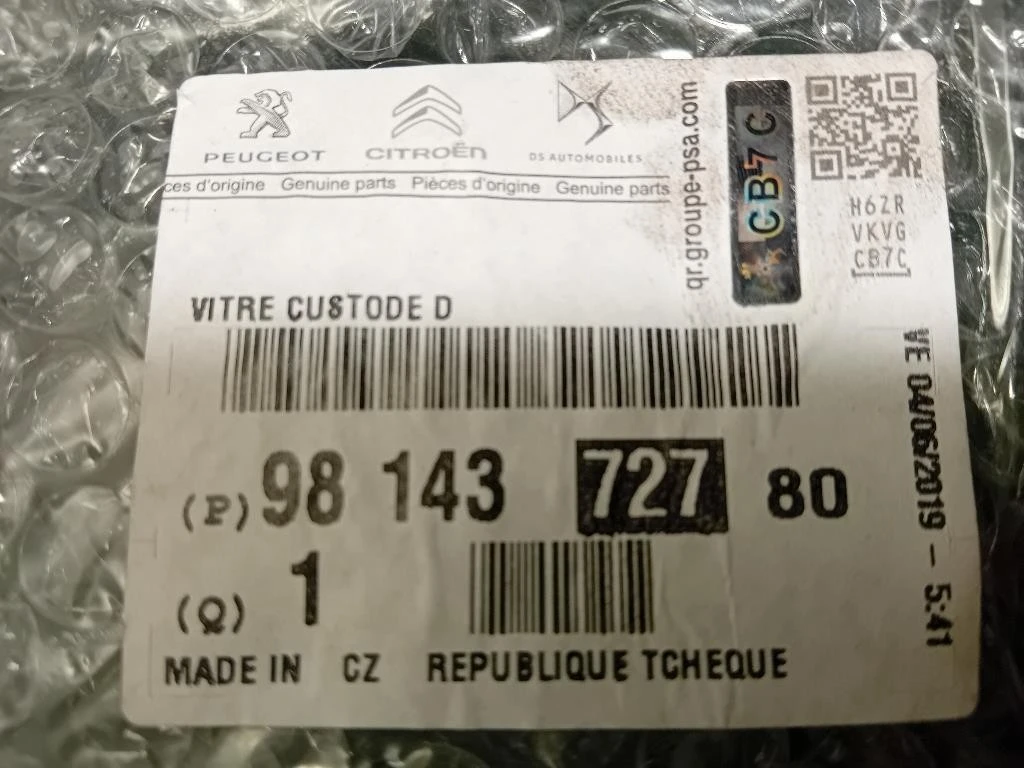 PEUGEOT
CITROËN
DS AUTOMOBILES
ces d'origine Genuine parts Pièces d'origine Genuine parts
qr.groupe-psa.com
CB7C
H6ZR
VKVG
CB7C
VITRE CUSTODE D
(P) 98 143 727 80
(Q) 1
MADE IN CZ REPUBLIQUE TCHEQUE
VE 04/06/2019 - 5:41